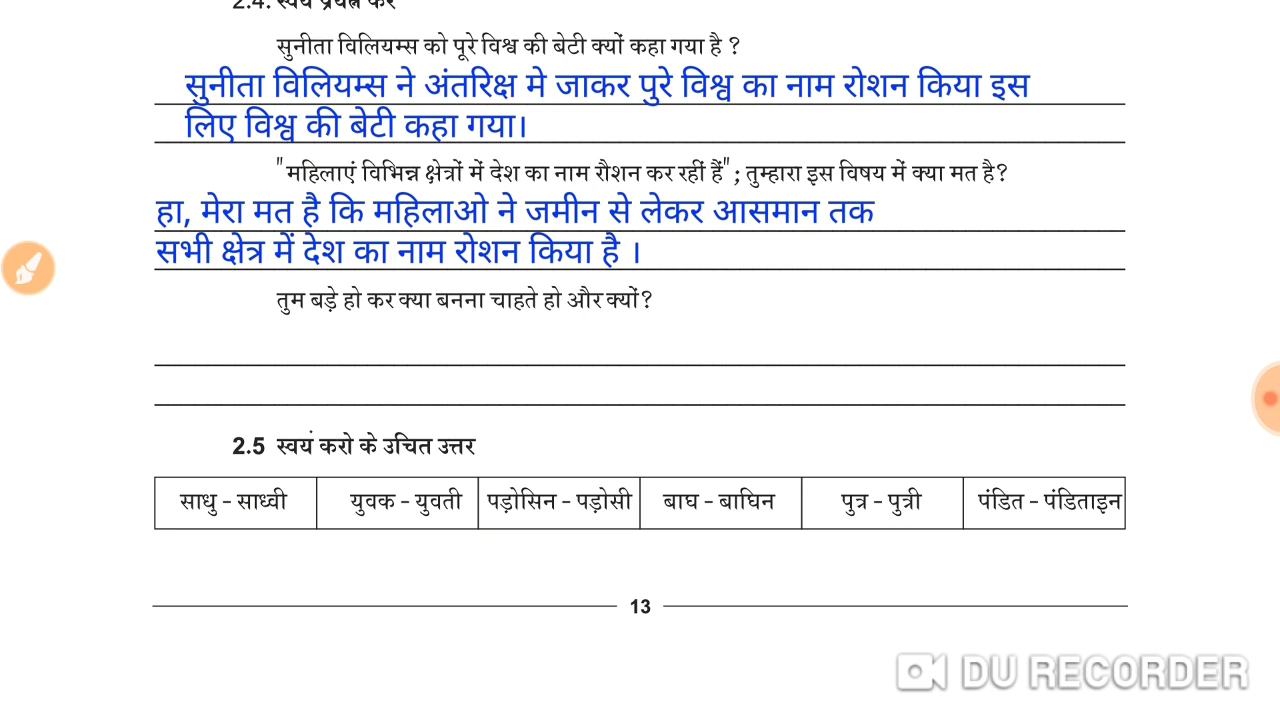 2.4. स्वयं प्रयत्न करें
सुनीता विलियम्स को पूरे विश्व की बेटी क्यों कहा गया है ?
सुनीता विलियम्स ने अंतरिक्ष मे जाकर पुरे विश्व का नाम रोशन किया इस
लिए विश्व की बेटी कहा गया।
"महिलाएं विभिन्न क्षेत्रों में देश का नाम रौशन कर रहीं हैं" ; तुम्हारा इस विषय में क्या मत है?
हा, मेरा मत है कि महिलाओ ने जमीन से लेकर आसमान तक
सभी क्षेत्र में देश का नाम रोशन किया है ।
तुम बड़े हो कर क्या बनना चाहते हो और क्यों?
2.5 स्वयं करो के उचित उत्तर
साधु – साध्वी युवक – युवती पड़ोसिन – पड़ोसी बाघ – बाघिन पुत्र – पुत्री पंडित – पंडिताइन
13
DU RECORDER